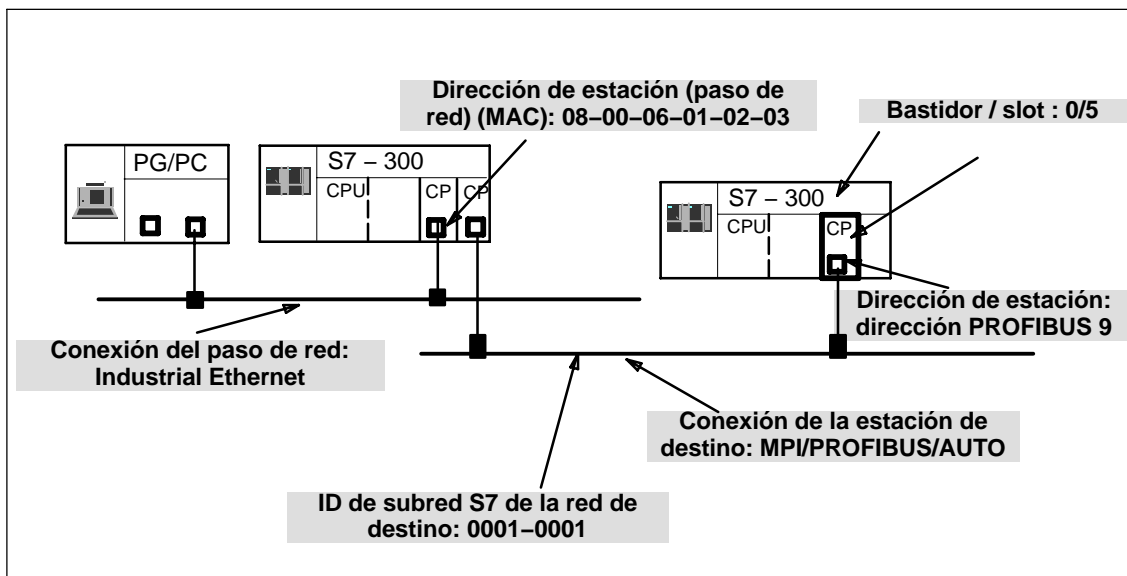 Dirección de estación (paso de
red) (MAC): 08–00–06–01–02–03
Bastidor / slot : 0/5
PG/PC
S7 – 300
CPU
CP
CP
S7 – 300
CPU
CP
Dirección de estación:
dirección PROFIBUS 9
Conexión del paso de red:
Industrial Ethernet
Conexión de la estación de
destino: MPI/PROFIBUS/AUTO
ID de subred S7 de la red de
destino: 0001–0001